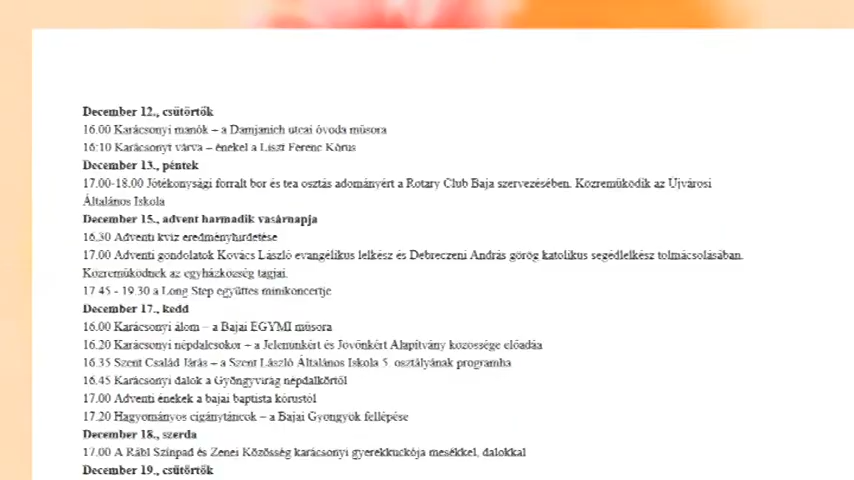 December 12., csütörtök
16.00 Karácsonyi manók – a Damjanich utcai óvoda műsora
16:10 Karácsonyt várva – énekel a Liszt Ferenc Kórus
December 13., péntek
17.00-18.00 Jótékonysági forralt bor és tea osztás adományért a Rotary Club Baja szervezésében. Közreműködik az Újvárosi
Általános Iskola
December 15., advent harmadik vasárnapja
16.30 Adventi kvíz eredményhirdetése
17.00 Adventi gondolatok Kovács László evangélikus lelkész és Debreczeni András görög katolikus segédlelkész tolmácsolásában.
Közreműködnek az egyházközség tagjai.
17.45 - 19.30 a Long Step együttes minikoncertje
December 17., kedd
16.00 Karácsonyi álom – a Bajai EGYMI műsora
16.20 Karácsonyi népdalcsokor – a Jelenünkért és Jövőnkért Alapítvány közössége előadja
16.35 Szent Család Járás – a Szent László Általános Iskola 5. osztályának programja
16.45 Karácsonyi dalok a Gyöngyvirág népdalkörtől
17.00 Adventi énekek a bajai baptista kórustól
17.20 Hagyományos cigánytáncok – a Bajai Gyöngyök fellépése
December 18., szerda
17.00 A Rábl Színpad és Zenei Közösség karácsonyi gyerekkuckója mesékkel, dalokkal
December 19., csütörtök